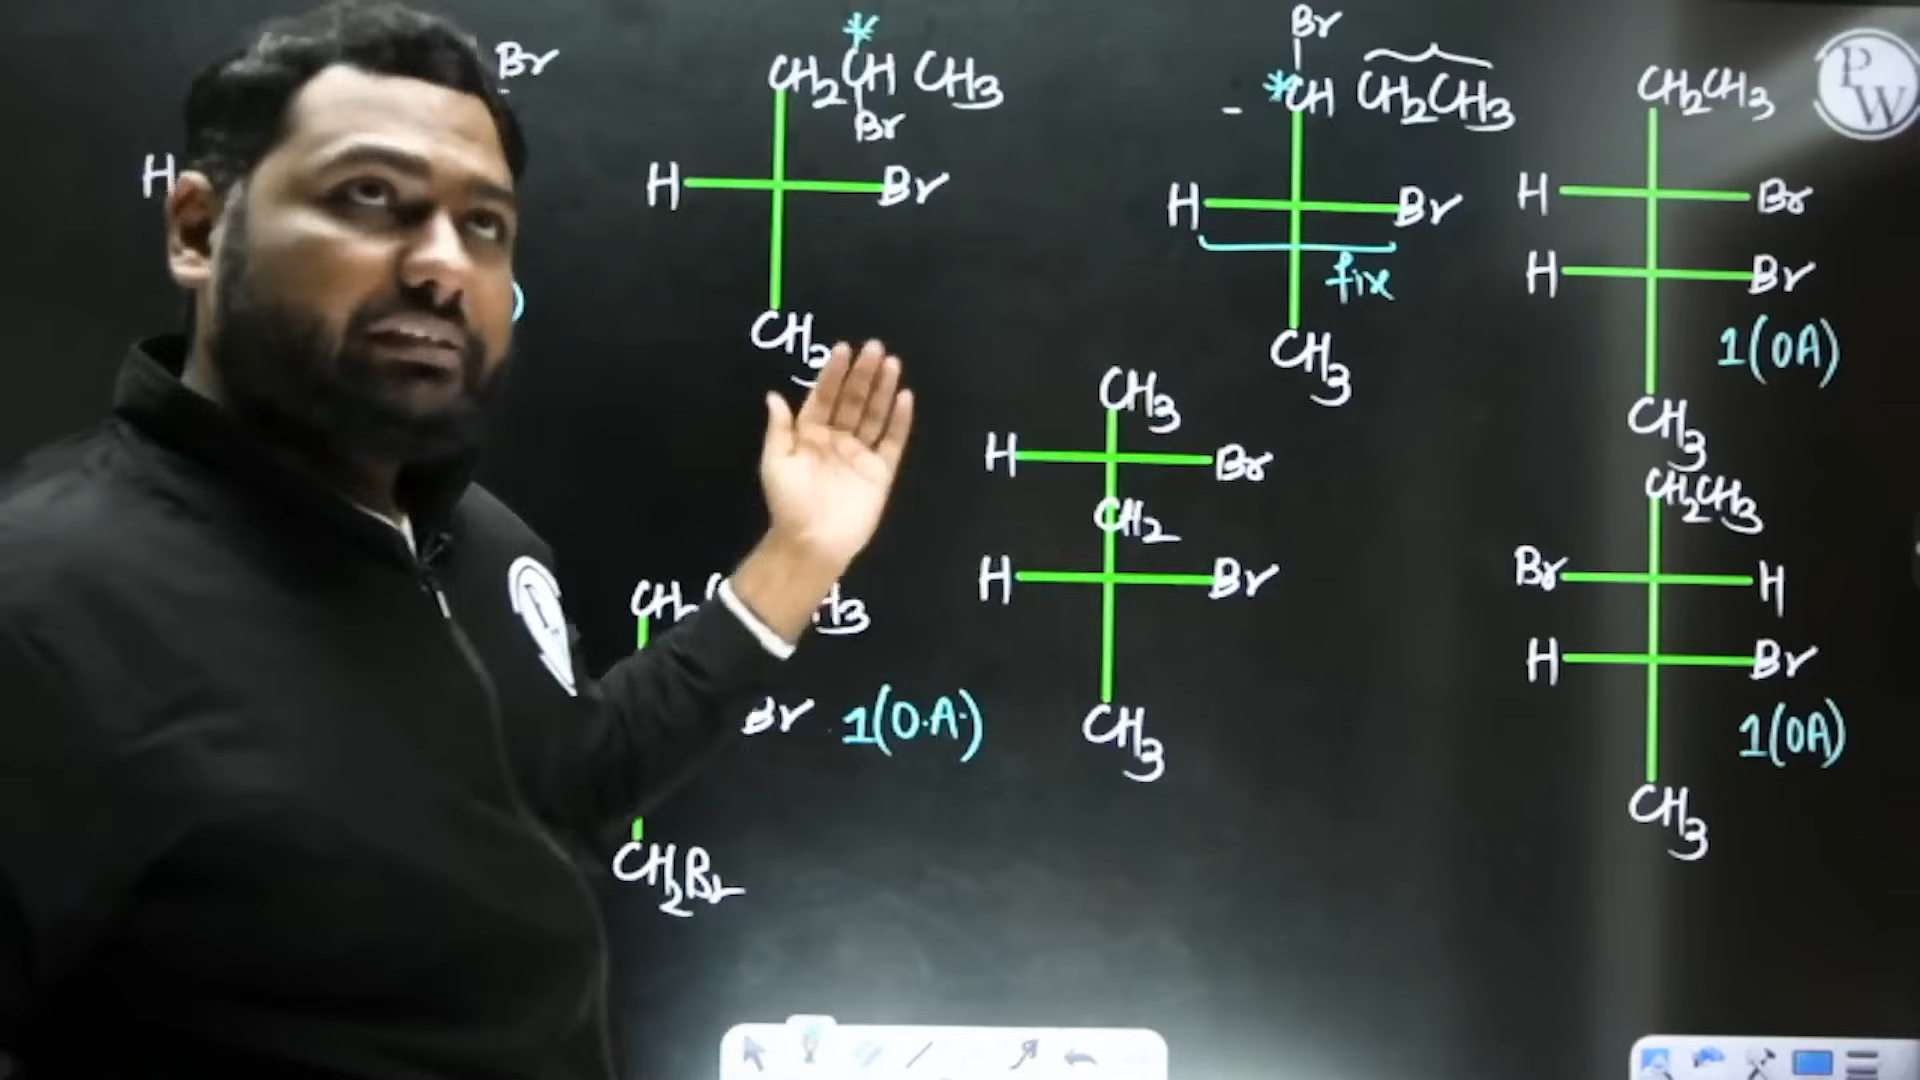 Br
H
CH2CH CH3
*
Br
H Br
CH3
Br
- *CH CH2CH3
H Br
fix
CH3
CH2CH3
H Br
H Br
1(OA)
CH3
PW
CH3
H Br
CH2
H Br
CH3
H3
Br 1(O.A.)
CH2Br
CH2CH3
Br H
H Br
1(OA)
CH3